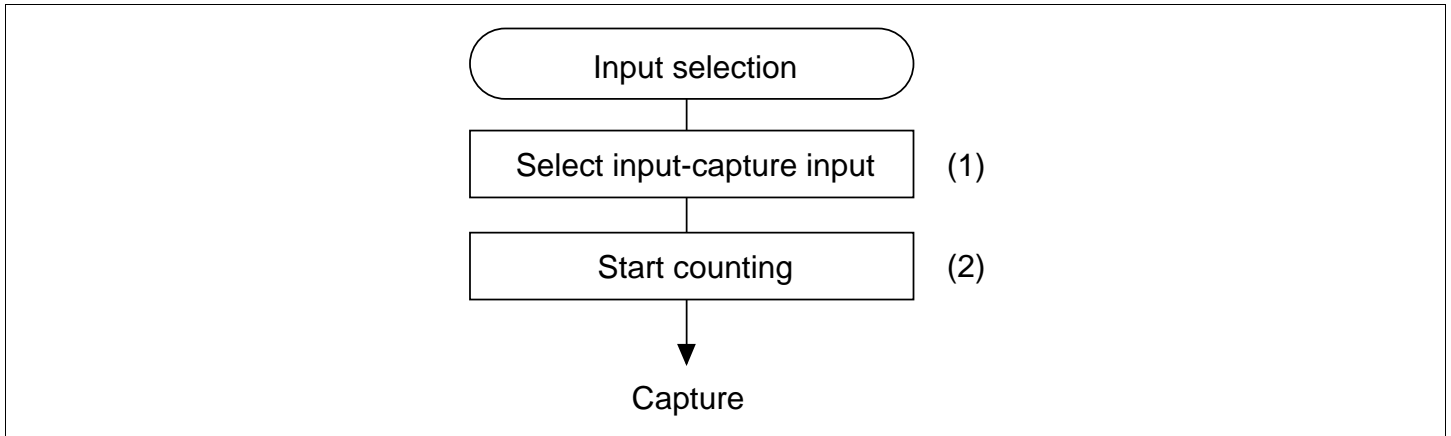 Input selection
Select input-capture input (1)
Start counting (2)
Capture